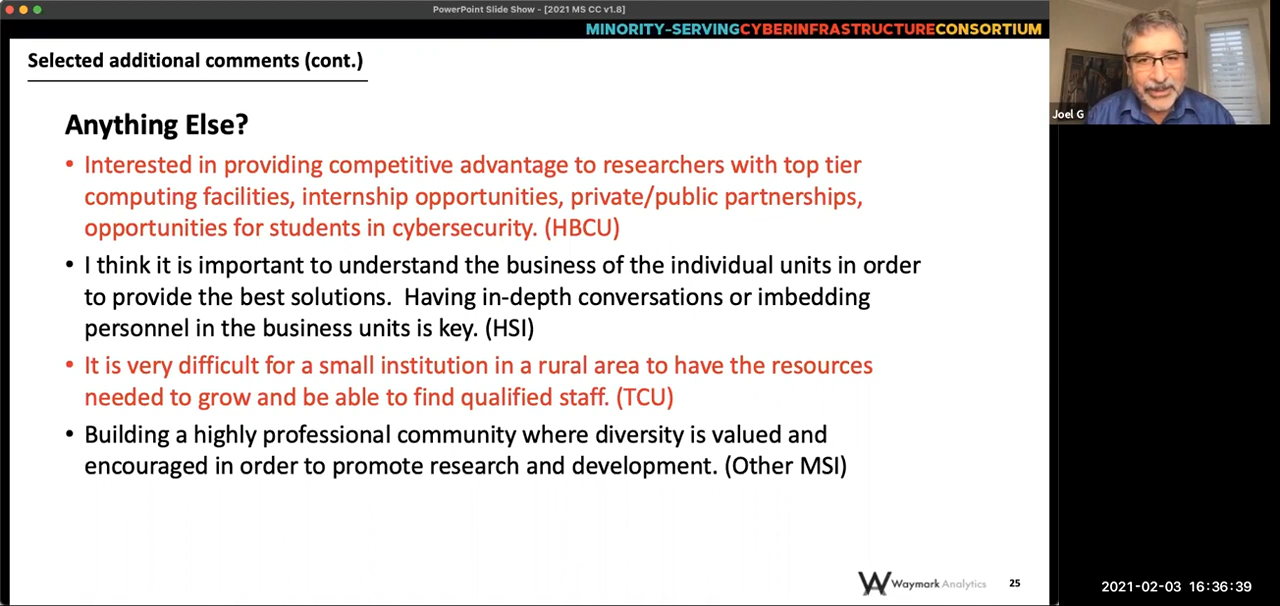 PowerPoint Slide Show - [2021 MS CC v1.8]
MINORITY-SERVINGCYBERINFRASTRUCTURECONSORTIUM
Selected additional comments (cont.)
Joel G
Anything Else?
• Interested in providing competitive advantage to researchers with top tier
computing facilities, internship opportunities, private/public partnerships,
opportunities for students in cybersecurity. (HBCU)
• I think it is important to understand the business of the individual units in order
to provide the best solutions.  Having in-depth conversations or imbedding
personnel in the business units is key. (HSI)
• It is very difficult for a small institution in a rural area to have the resources
needed to grow and be able to find qualified staff. (TCU)
• Building a highly professional community where diversity is valued and
encouraged in order to promote research and development. (Other MSI)
Waymark Analytics
25
2021-02-03 16:36:39